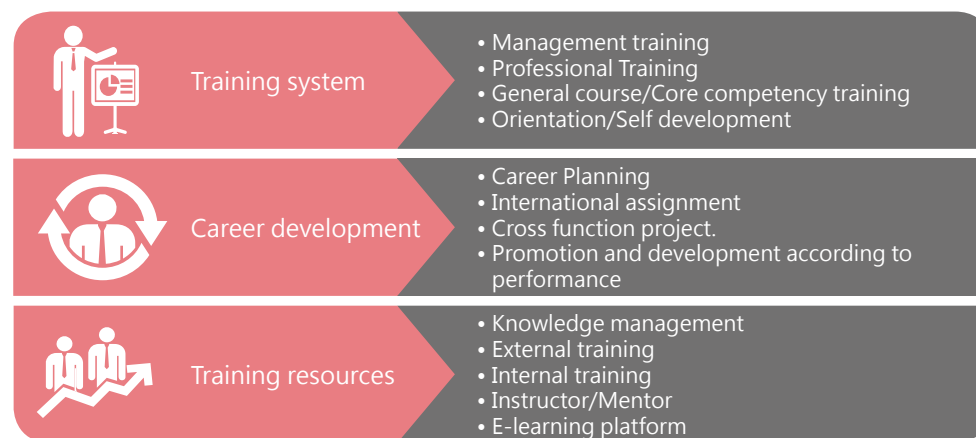 Training system
• Management training
• Professional Training
• General course/Core competency training
• Orientation/Self development
Career development
• Career Planning
• International assignment
• Cross function project.
• Promotion and development according to
performance
Training resources
• Knowledge management
• External training
• Internal training
• Instructor/Mentor
• E-learning platform